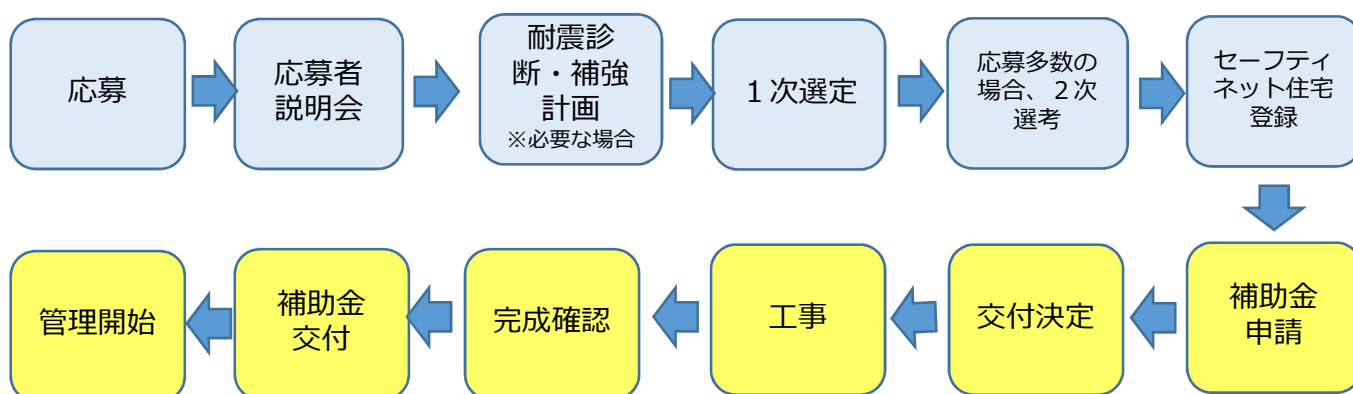 応募
応募者
説明会
耐震診
断・補強
計画
※必要な場合
１次選定
応募多数の
場合、２次
選考
セーフティ
ネット住宅
登録
補助金
申請
交付決定
工事
完成確認
補助金
交付
管理開始